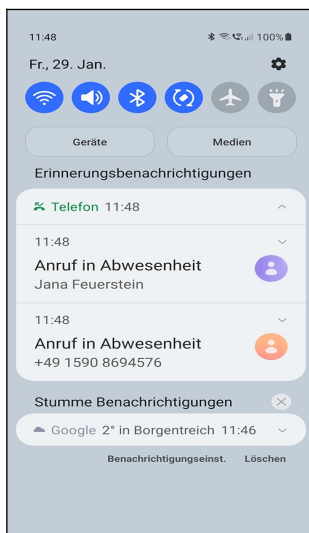 11:48 100%
Fr., 29. Jan.
Geräte Medien
Erinnerungsbenachrichtigungen
Telefon 11:48
11:48
Anruf in Abwesenheit
Jana Feuerstein
11:48
Anruf in Abwesenheit
+49 1590 8694576
Stumme Benachrichtigungen
Google 2° in Borgentreich 11:46
Benachrichtigungseinst. Löschen